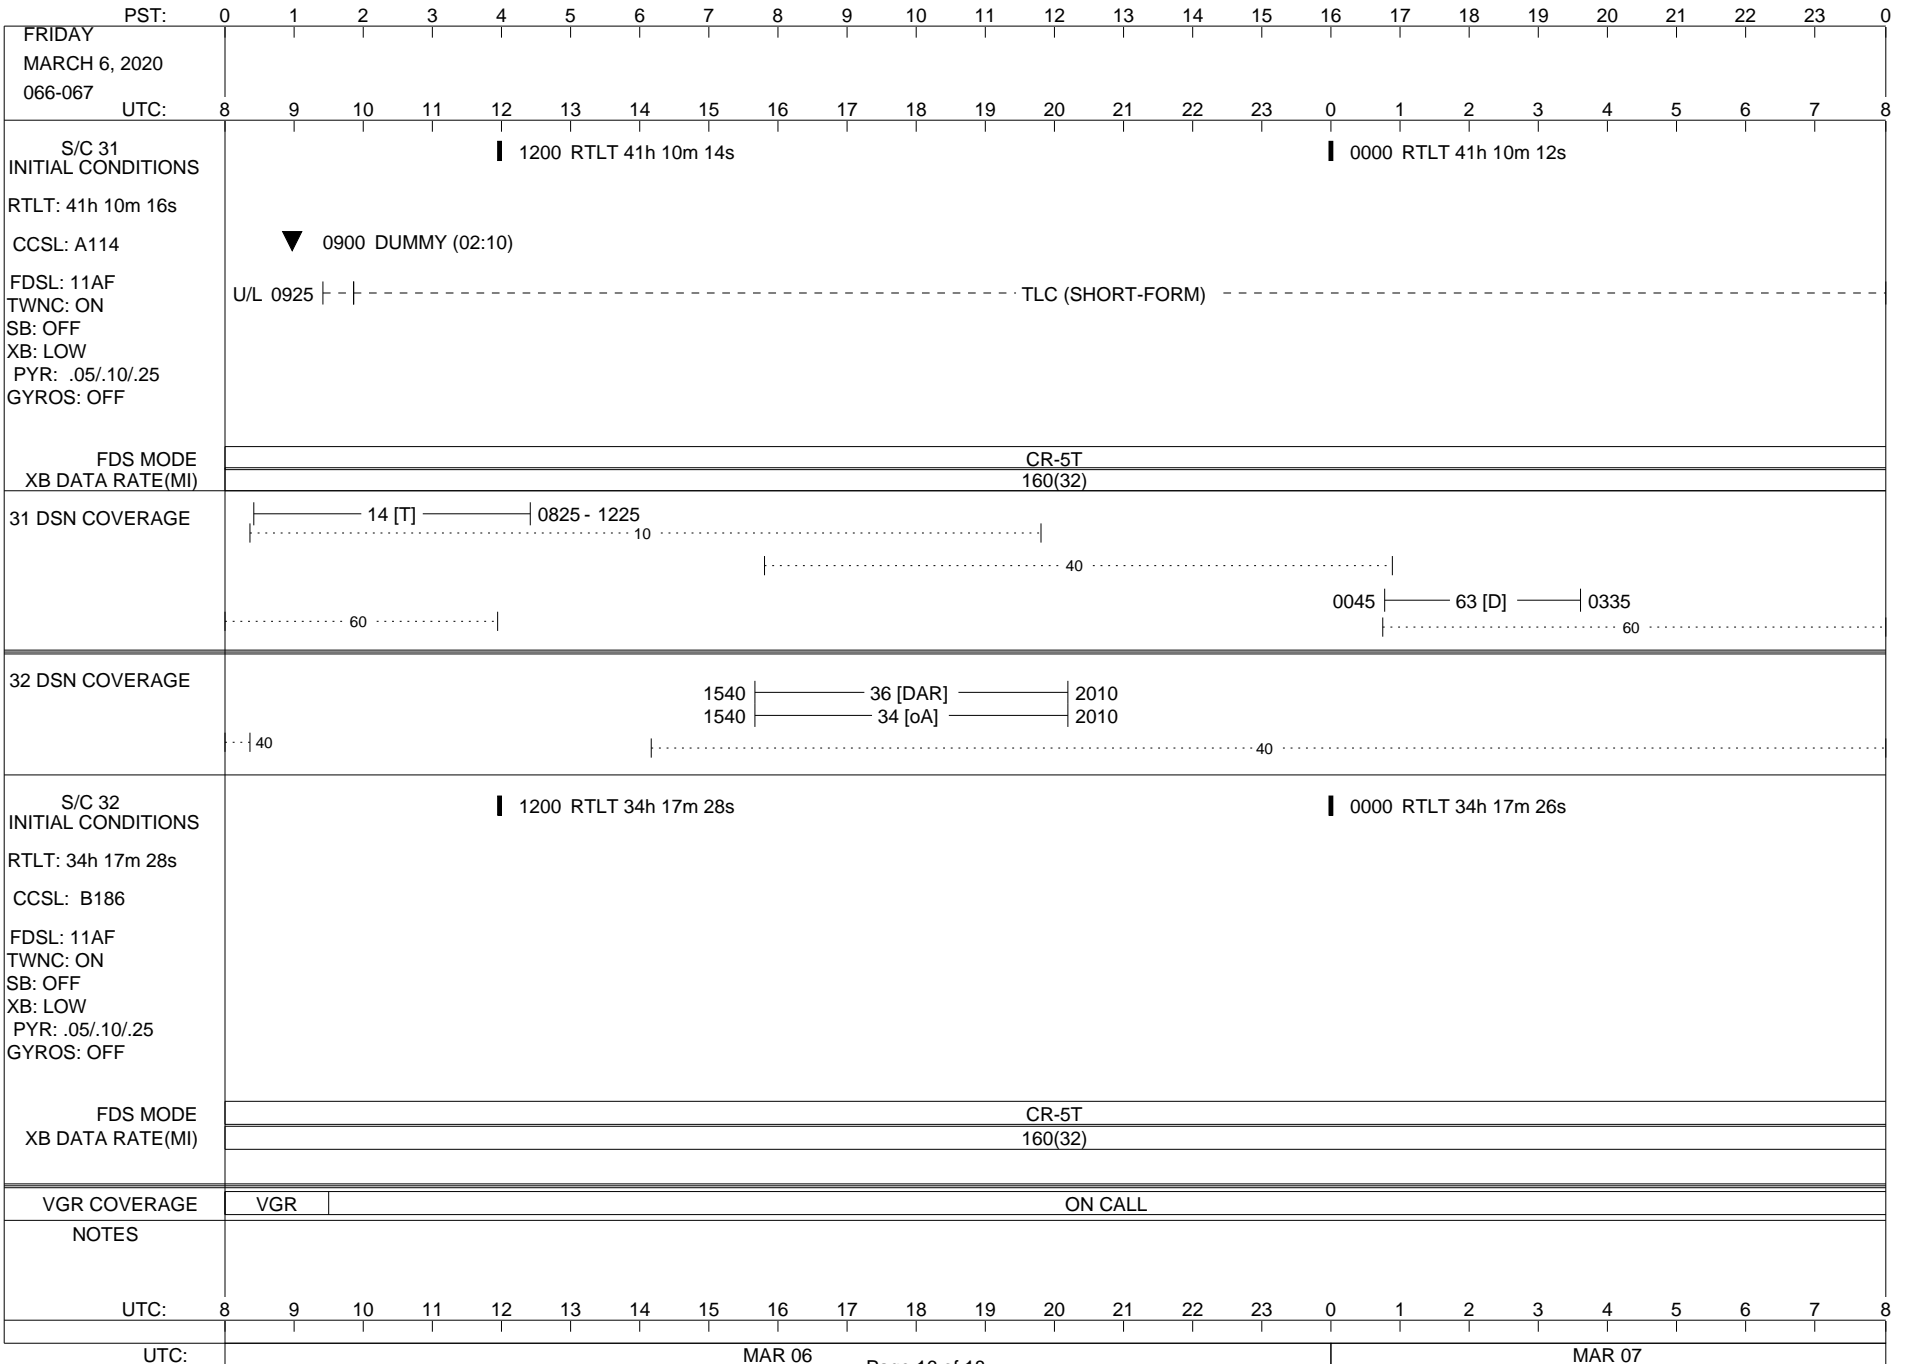 PST: 0 1 2 3 4 5 6 7 8 9 10 11 12 13 14 15 16 17 18 19 20 21 22 23 0
FRIDAY
MARCH 6, 2020
066-067
UTC: 8 9 10 11 12 13 14 15 16 17 18 19 20 21 22 23 0 1 2 3 4 5 6 7 8
S/C 31
INITIAL CONDITIONS
1200 RTLT 41h 10m 14s
0000 RTLT 41h 10m 12s
RTLT: 41h 10m 16s
CCSL: A114
0900 DUMMY (02:10)
FDSL: 11AF
U/L 0925
TLC (SHORT-FORM)
TWNC: ON
SB: OFF
XB: LOW
PYR: .05/.10/.25
GYROS: OFF
FDS MODE
CR-5T
XB DATA RATE(MI)
160(32)
31 DSN COVERAGE
14 [T]
0825 - 1225
10
40
0045 63 [D] 0335
60
60
32 DSN COVERAGE
1540 36 [DAR] 2010
1540 34 [oA] 2010
40
40
S/C 32
INITIAL CONDITIONS
1200 RTLT 34h 17m 28s
0000 RTLT 34h 17m 26s
RTLT: 34h 17m 28s
CCSL: B186
FDSL: 11AF
TWNC: ON
SB: OFF
XB: LOW
PYR: .05/.10/.25
GYROS: OFF
FDS MODE
CR-5T
XB DATA RATE(MI)
160(32)
VGR COVERAGE
VGR
ON CALL
NOTES
UTC: 8 9 10 11 12 13 14 15 16 17 18 19 20 21 22 23 0 1 2 3 4 5 6 7 8
UTC:
MAR 06
MAR 07